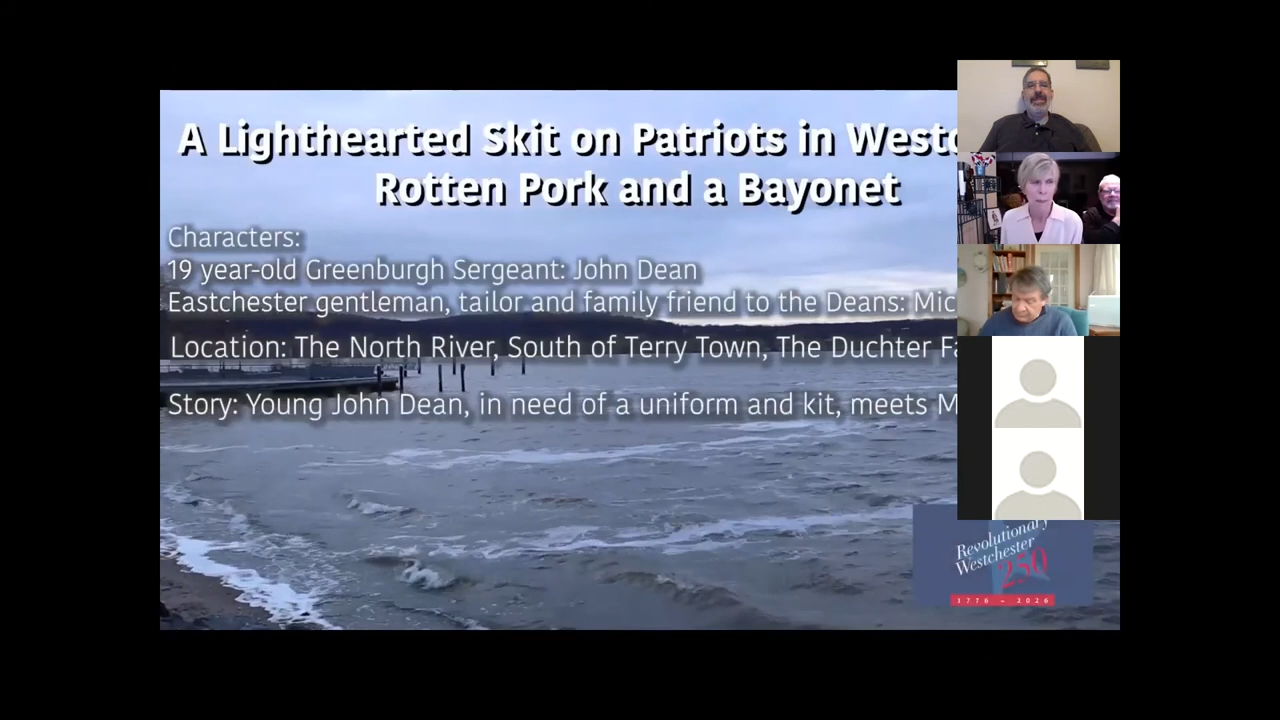 A Lighthearted Skit on Patriots in
Rotten Pork and a Bayonet
Characters:
19 year-old Greenburgh Sergeant: John Dean
Eastchester gentleman, tailor and family friend to the Deans:
Location: The North River, South of Terry Town, The Duchter
Story: Young John Dean, in need of a uniform and kit, meets
Revolutionary
Westchester
250
1776 - 2026